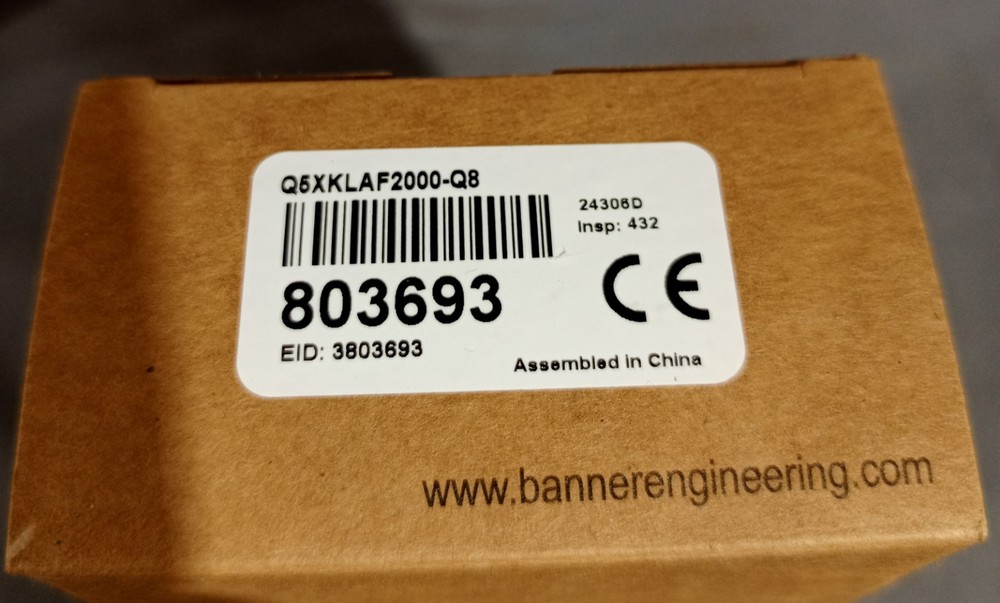 Q5XKLAF2000-Q8
24306D
Insp: 432
803693
CE
EID: 3803693
Assembled in China
www.bannerengineering.com